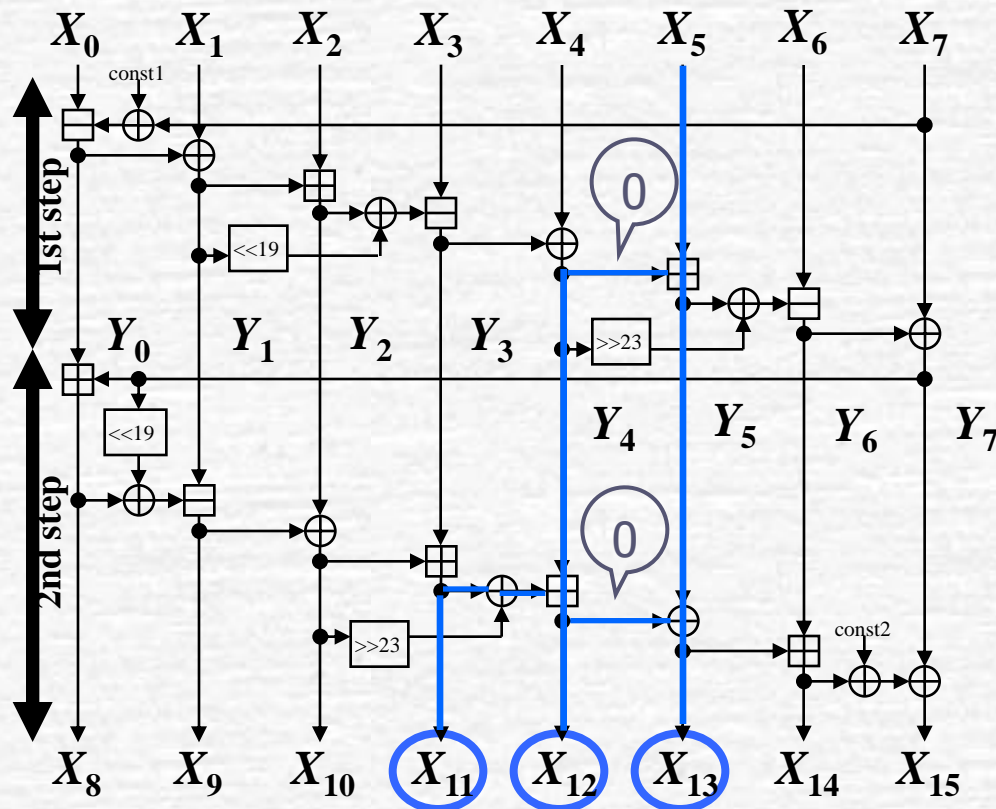 X0 X1 X2 X3 X4 X5 X6 X7
const1
1st step
0
<<19
>>23
Y0 Y1 Y2 Y3
<<19
Y4 Y5 Y6 Y7
2nd step
0
>>23
const2
X8 X9 X10 X11 X12 X13 X14 X15